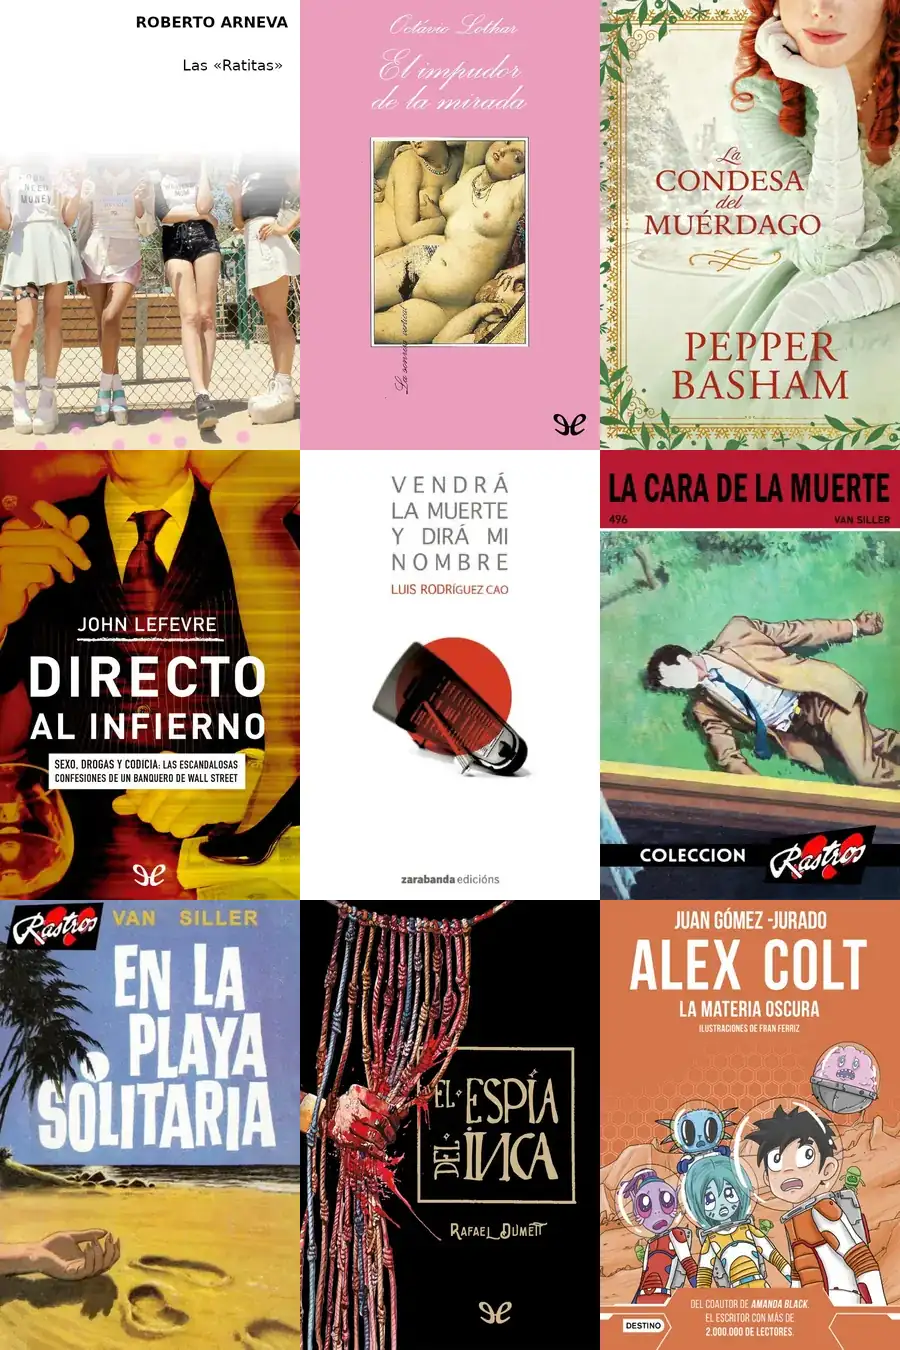 ROBERTO ARNEVA
Las «Ratitas»
Octávio Lothar
El impudor
de la mirada
La sonrisa vertical
La
CONDESA
del
MUÉRDAGO
PEPPER
BASHAM
JOHN LEFEVRE
DIRECTO
AL INFIERNO
SEXO, DROGAS Y CODICIA: LAS ESCANDALOSAS
CONFESIONES DE UN BANQUERO DE WALL STREET
VENDRÁ
LA MUERTE
Y DIRÁ MI
NOMBRE
LUIS RODRÍGUEZ CAO
zarabanda edicións
LA CARA DE LA MUERTE
496 VAN SILLER
COLECCION Rastros
Rastros VAN SILLER
EN LA
PLAYA
SOLITARIA
EL ESPÍA
DEL INCA
RAFAEL DUMETT
JUAN GÓMEZ-JURADO
ALEX COLT
LA MATERIA OSCURA
ILUSTRACIONES DE FRAN FERRIZ
DEL COAUTOR DE AMANDA BLACK.
EL ESCRITOR CON MÁS DE
2.000.000 DE LECTORES.
DESTINO